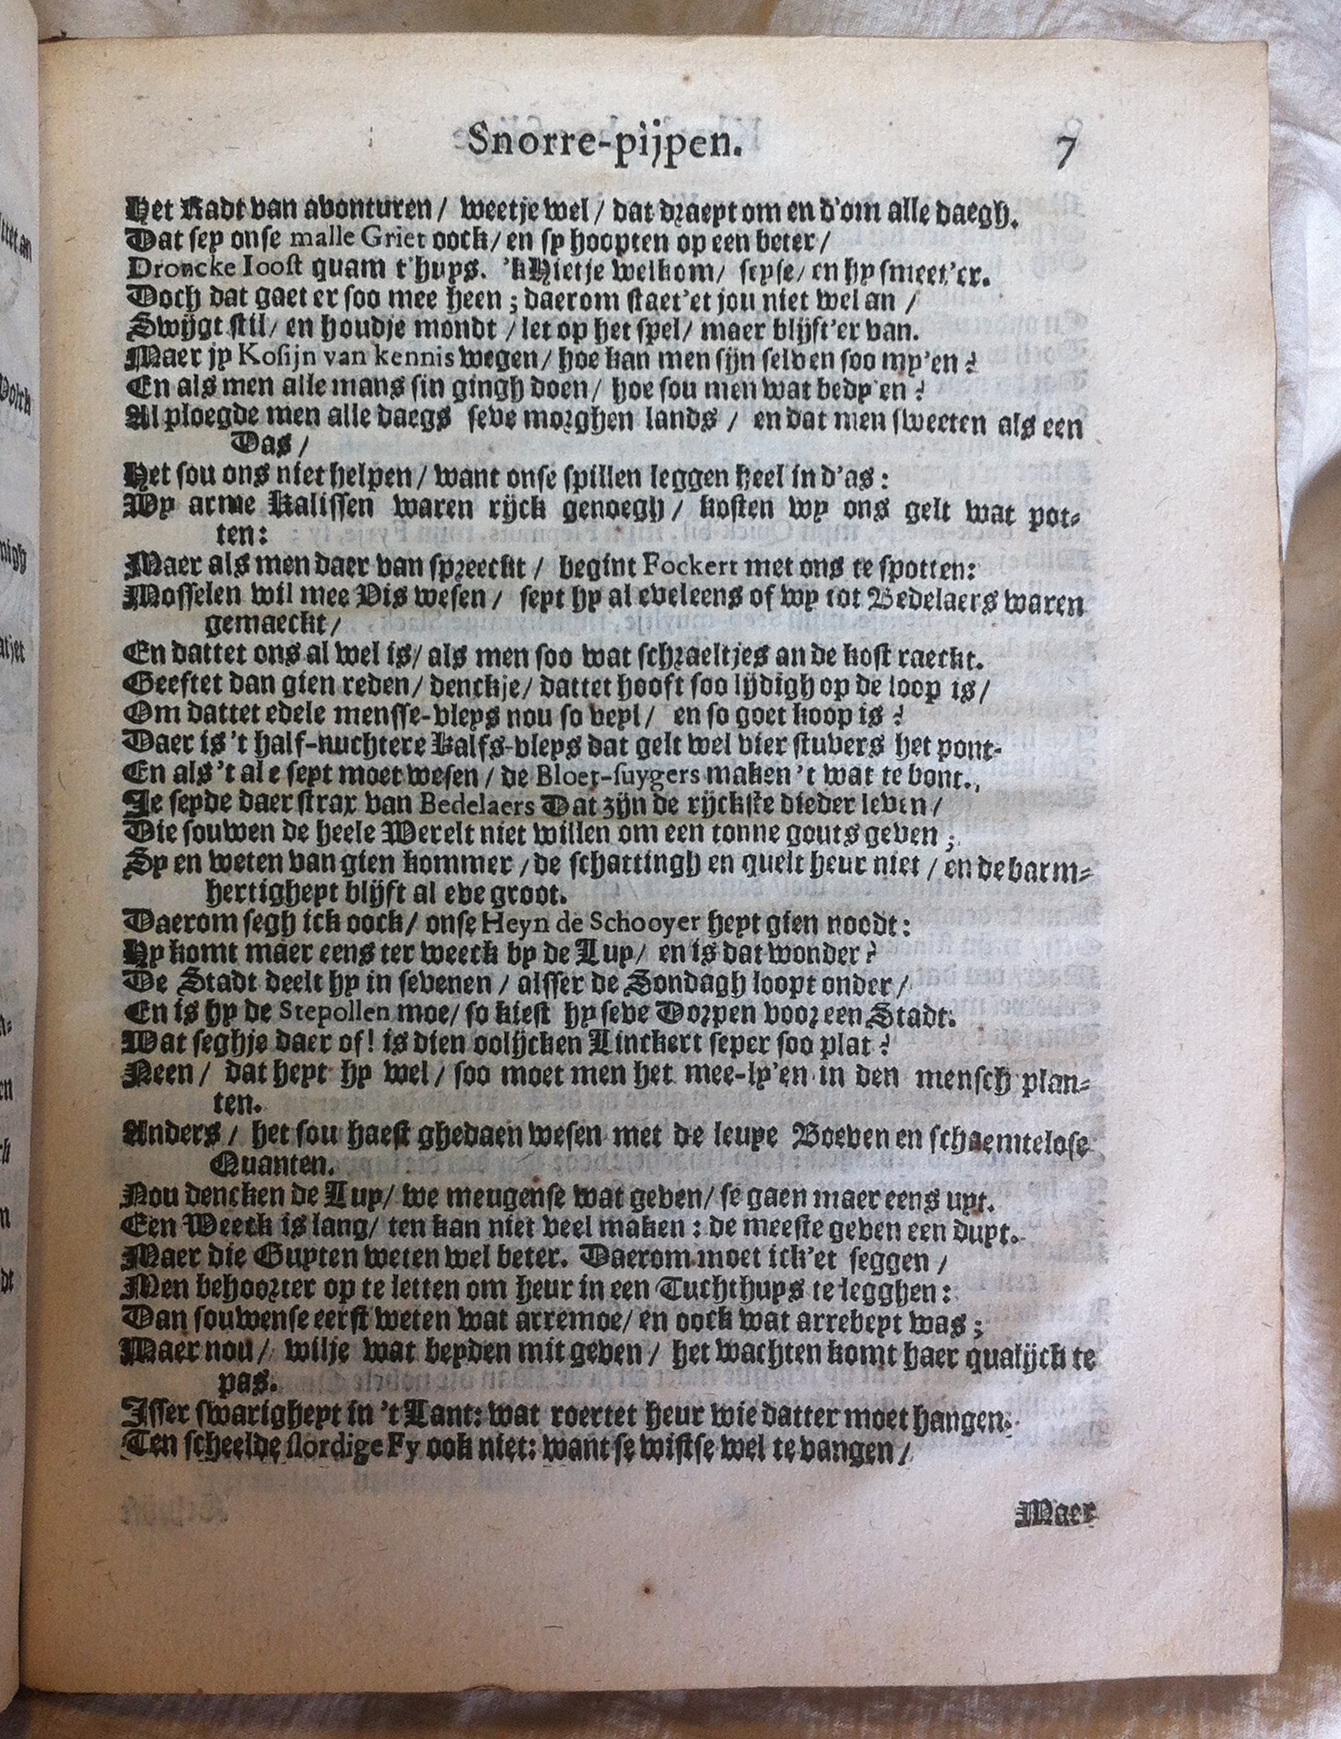 Snorre-pijpen. 7
Het Radt van avonturen / weetje wel / dat draeyt om en d'om alle daegh.
Dat sey onse malle Griet oock / en sy hoopten op een beter /
Droncke Ioost quam t'huys. 'kHietje welkom / seyse / en hy smeet'er.
Doch dat gaet er soo mee heen ; daerom staet'et jou niet wel an /
Swijgt stil / en houdje mondt / let op het spel / maer blijft'er van.
Maer jy Kosijn van kennis wegen / hoe kan men sijn selven soo my'en ?
En als men alle mans sin gingh doen / hoe sou men wat bedy'en ?
Al ploegde men alle daegs seve morghen lands / en dat men sweeten als een
Das /
Het sou ons niet helpen / want onse spillen leggen heel in d'as :
Wy arme Kalissen waren rijck genoegh / kosten wy ons gelt wat pot-
ten :
Maer als men daer van spreeckt / begint Fockert met ons te spotten :
Mosselen wil mee Vis wesen / seyt hy al eveleens of wy tot Bedelaers waren
gemaeckt /
En dattet ons al wel is / als men soo wat schraeltjes an de kost raeckt.
Geeftet dan gien reden / denckje / dattet hooft soo lijdigh op de loop is /
Om dattet edele mensse-vleys nou so veyl / en so goet koop is ?
Daer is 't half-nuchtere Kalfs-vleys dat gelt wel vier stuvers het pont-
En als 't al e seyt moet wesen / de Bloet-suygers maken 't wat te bont.,
Je seyde daer strax van Bedelaers Dat zijn de rijckste dieder leven /
Die souwen de heele Werelt niet willen om een tonne gouts geven ;
Sy en weten van gien kommer / de schattingh en quelt heur niet / en de barm-
hertigheyt blijft al eve groot.
Daerom segh ick oock / onse Heyn de Schooyer heyt gien noodt :
Hy komt maer eens ter weeck by de Luy / en is dat wonder ?
De Stadt deelt hy in sevenen / alsser de Sondagh loopt onder /
En is hy de Stepollen moe / so kiest hy seve Dorpen voor een Stadt.
Wat seghje daer of ! is dien oolijcken Linckert seper soo plat ?
Neen / dat heyt hy wel / soo moet men het mee-ly'en in den mensch plan-
ten.
Anders / het sou haest ghedaen wesen met de leuye Boeven en schaemtelose
Quanten.
Nou dencken de Luy / we meugense wat geven / se gaen maer eens uyt.
Een Weeck is lang / ten kan niet veel maken : de meeste geven een duyt.
Maer die Guyten weten wel beter. Daerom moet ick'et seggen /
Men behoorter op te letten om heur in een Tuchthuys te legghen :
Dan souwense eerst weten wat arremoe / en oock wat arrebeyt was ;
Maer nou / wilje wat beyden mit geven / het wachten komt haer qualijck te
pas.
Isser swarigheyt in 't Lant : wat roertet heur wie datter moet hangen.
Ten scheelde slordige Fy ook niet : want se wistse wel te vangen /
Maer